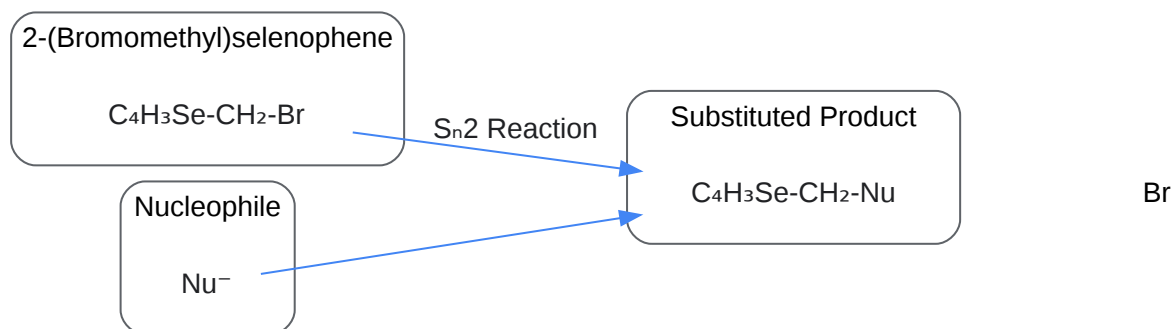 2-(Bromomethyl)selenophene
C₄H₃Se-CH₂-Br
Sₙ2 Reaction
Substituted Product
C₄H₃Se-CH₂-Nu
Br
Nucleophile
Nu⁻